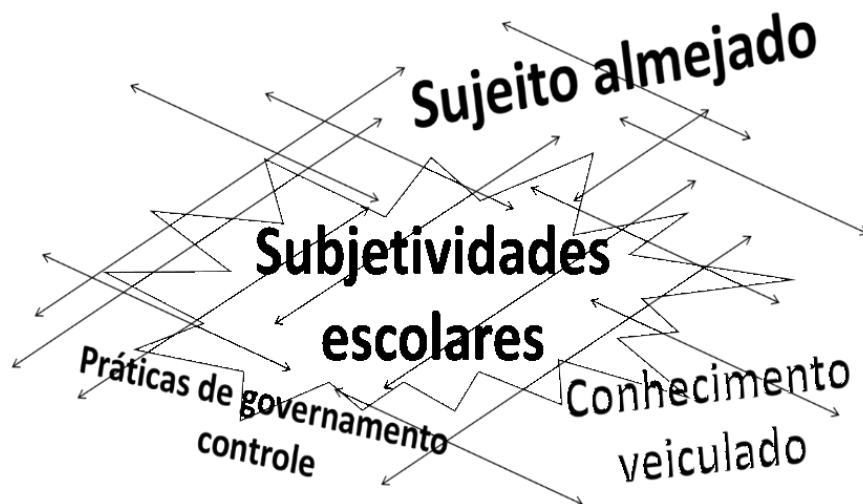 Sujeito almejado
Subjetividades
escolares
Práticas de governamento
controle
Conhecimento
veiculado